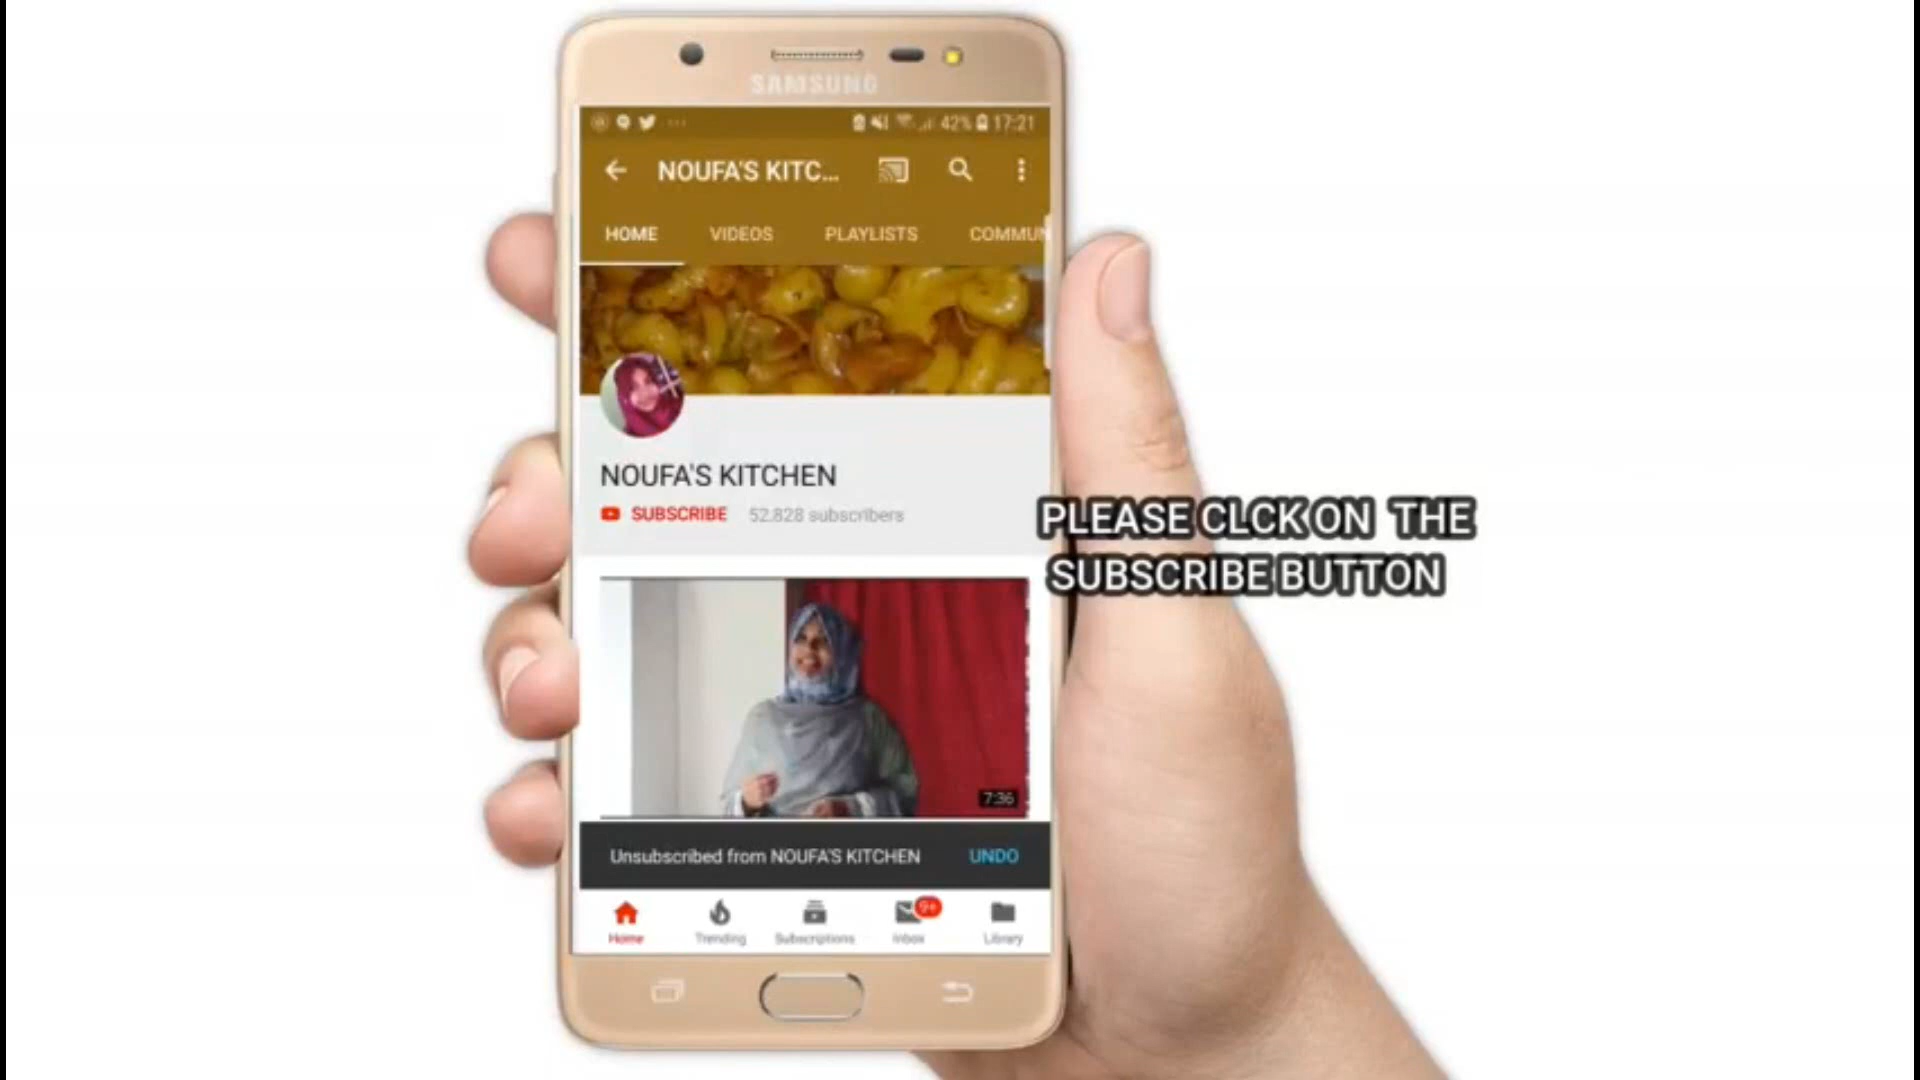 SAMSUNG
42% 17:21
NOUFA'S KITC...
HOME VIDEOS PLAYLISTS COMMUN
NOUFA'S KITCHEN
SUBSCRIBE 52,828 subscribers
PLEASE CLCK ON THE
SUBSCRIBE BUTTON
7:36
Unsubscribed from NOUFA'S KITCHEN UNDO
9+
Home Trending Subscriptions Inbox Library